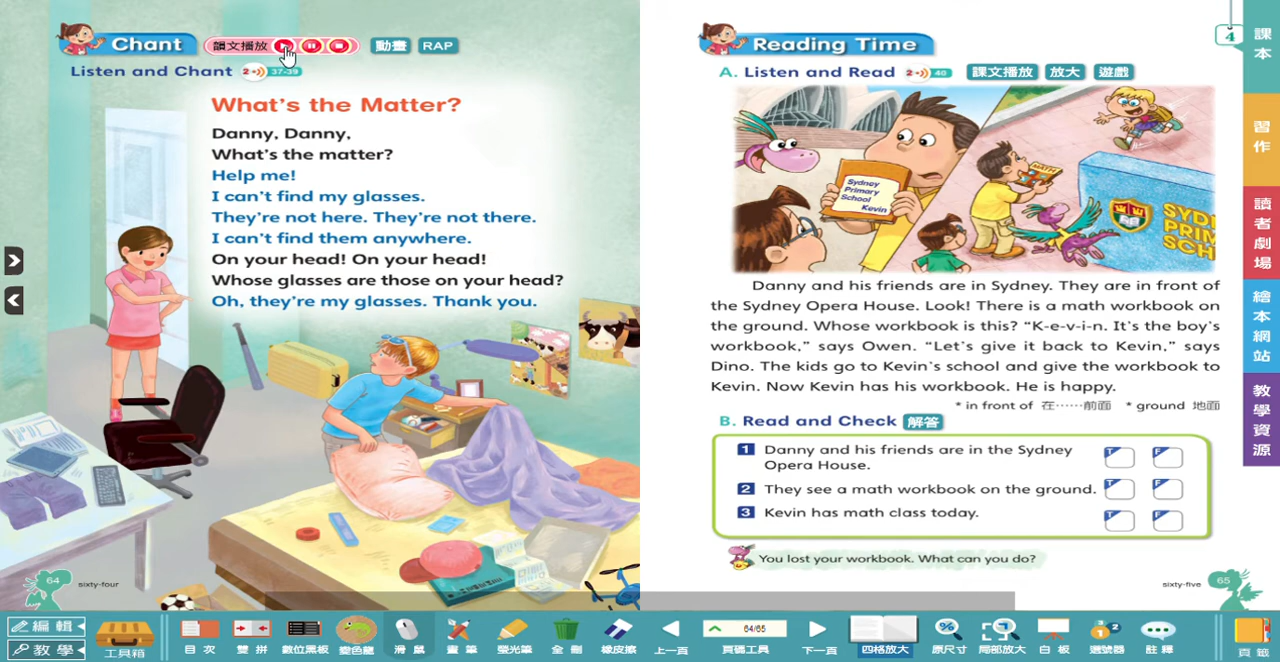 Chant
韻文播放
動畫
RAP
Listen and Chant
2
37-39
What's the Matter?
Danny, Danny,
What's the matter?
Help me!
I can't find my glasses.
They're not here. They're not there.
I can't find them anywhere.
On your head! On your head!
Whose glasses are those on your head?
Oh, they're my glasses. Thank you.
64
sixty-four
Reading Time
4
A. Listen and Read
2
40
課文播放
放大
遊戲
Sydney
Primary
School
Kevin
MATH
SYD
PRIM
SCH
Danny and his friends are in Sydney. They are in front of
the Sydney Opera House. Look! There is a math workbook on
the ground. Whose workbook is this? “K-e-v-i-n. It's the boy's
workbook,” says Owen. “Let's give it back to Kevin,” says
Dino. The kids go to Kevin's school and give the workbook to
Kevin. Now Kevin has his workbook. He is happy.
* in front of 在……前面 * ground 地面
B. Read and Check
解答
1 Danny and his friends are in the Sydney
Opera House.
T F
2 They see a math workbook on the ground.
T F
3 Kevin has math class today.
T F
You lost your workbook. What can you do?
sixty-five
65
課本
習作
讀者劇場
繪本網站
教學資源
編輯
教學
工具箱
目次
雙拼
數位黑板
變色龍
滑鼠
畫筆
螢光筆
全刪
橡皮擦
上一頁
64/65
頁碼工具
下一頁
四格放大
原尺寸
局部放大
白板
選號器
註釋
頁籤